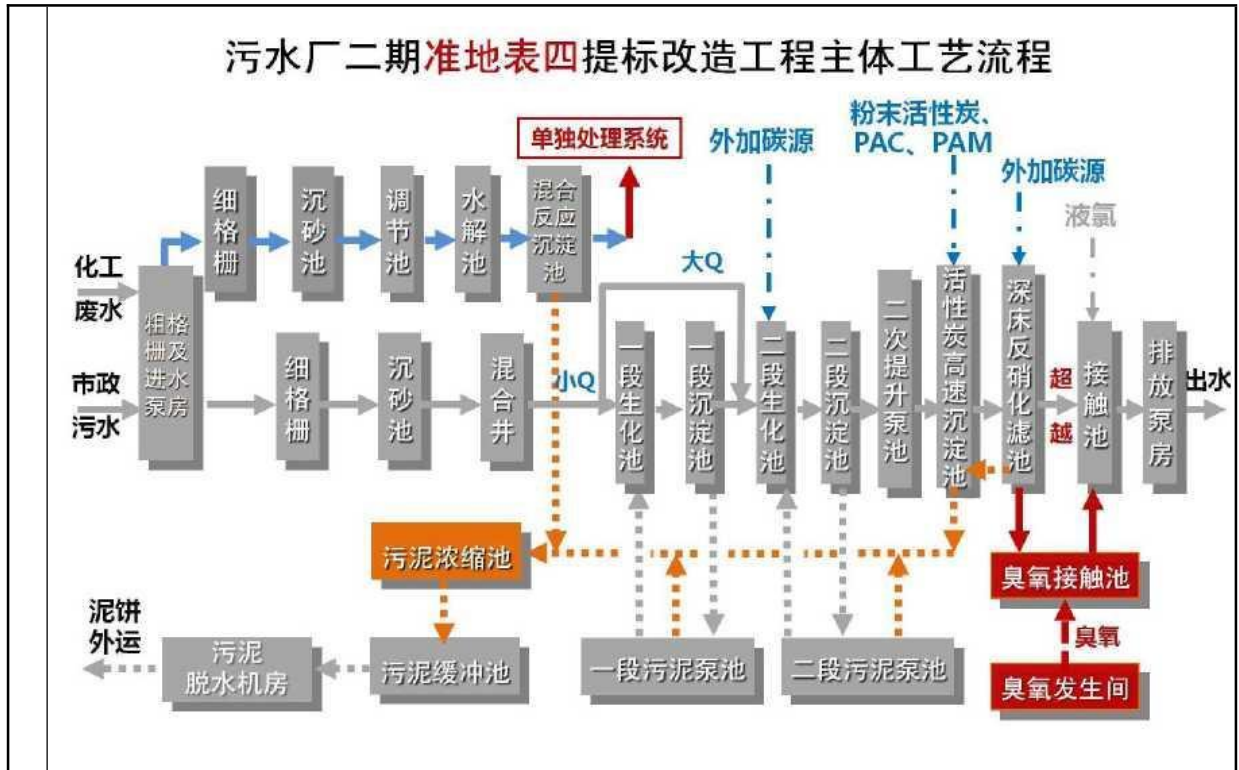 污水厂二期准地表四提标改造工程主体工艺流程
单独处理系统
外加碳源
粉末活性炭、
PAC、PAM
外加碳源
液氯
细格栅
沉砂池
调节池
水解池
混合
反应
沉淀
池
化工
废水
大Q
粗格
栅及
进水
泵房
市政
污水
细格栅
沉砂池
混合井
小Q
一段生化池
一段沉淀池
二段生化池
二段沉淀池
二次提升泵池
活性炭高速沉淀池
深床反硝化滤池
超
越
接触池
排放泵房
出水
污泥浓缩池
臭氧接触池
泥饼
外运
污泥
脱水机房
污泥缓冲池
一段污泥泵池
二段污泥泵池
臭氧
臭氧发生间